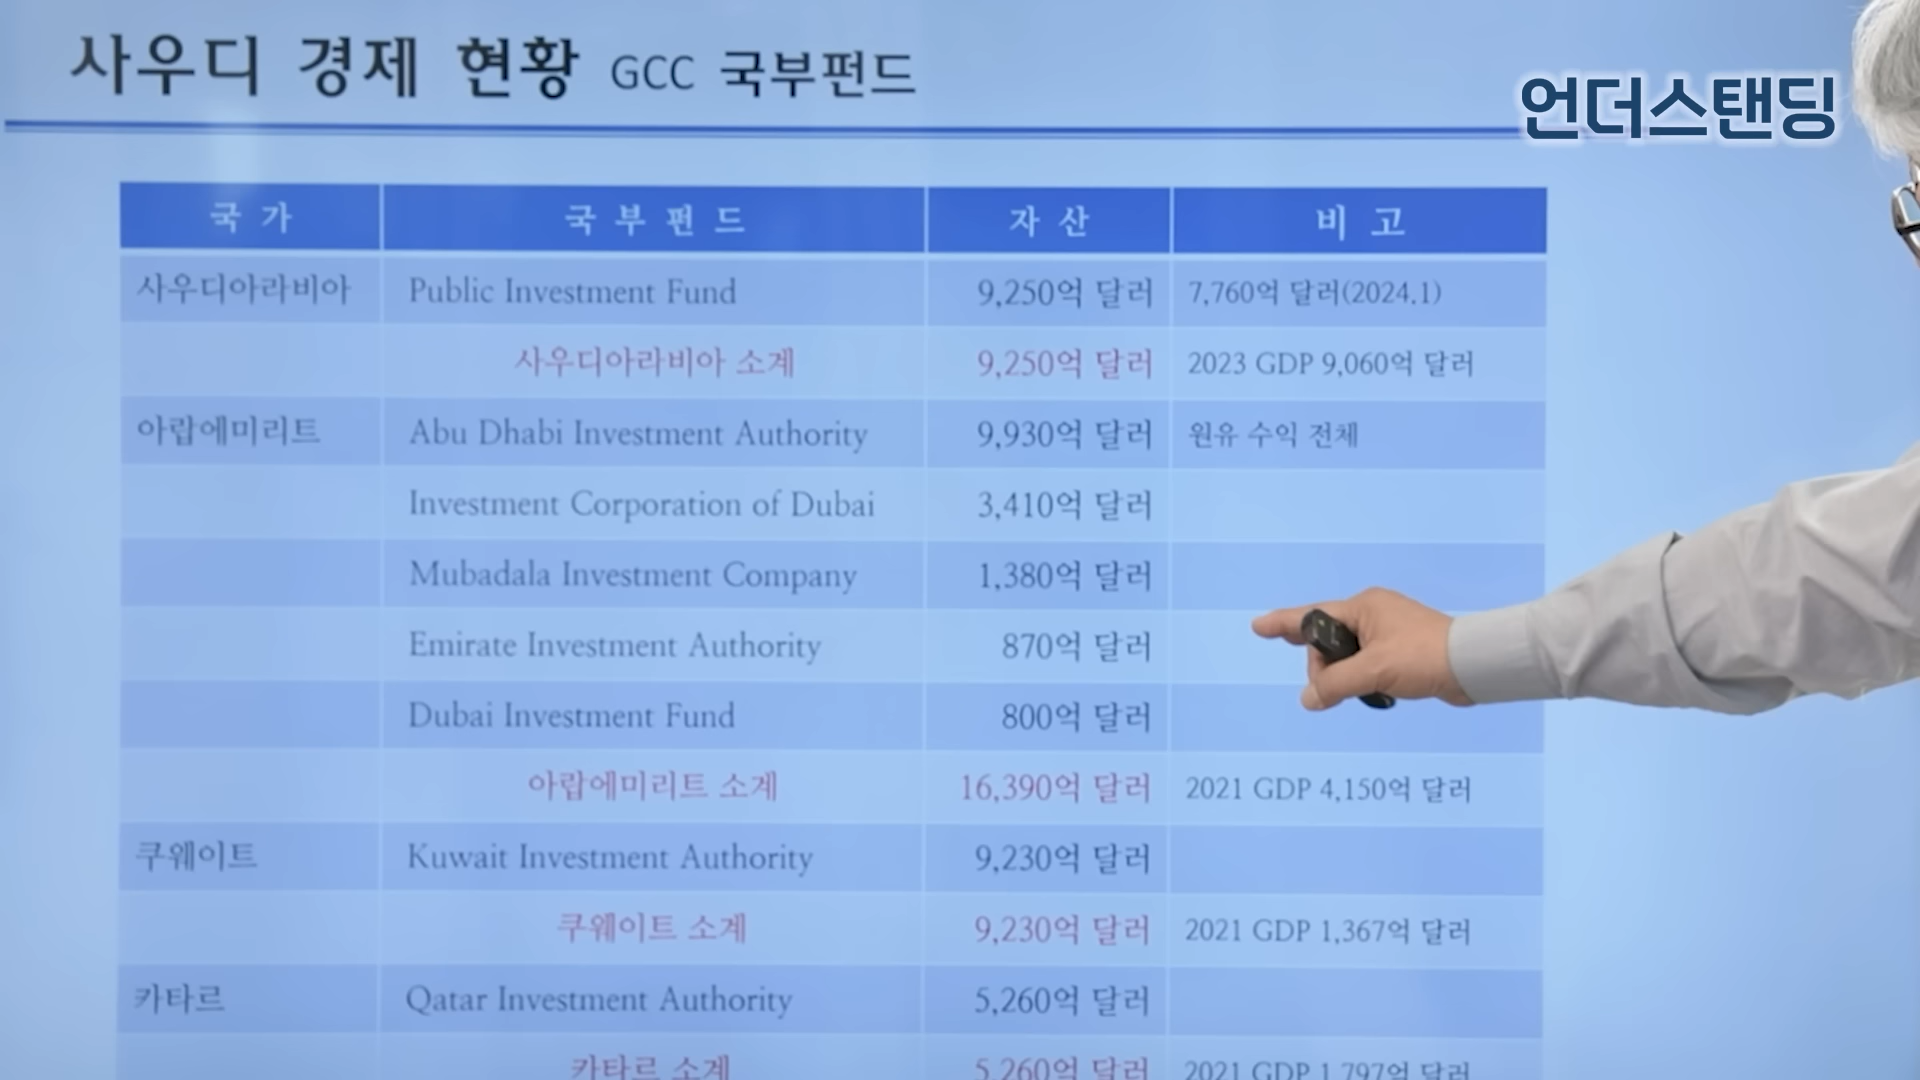 사우디 경제 현황 GCC 국부펀드
언더스탠딩
국 가 국 부 펀 드 자 산 비 고
사우디아라비아 Public Investment Fund 9,250억 달러 7,760억 달러(2024.1)
사우디아라비아 소계 9,250억 달러 2023 GDP 9,060억 달러
아랍에미리트 Abu Dhabi Investment Authority 9,930억 달러 원유 수익 전체
Investment Corporation of Dubai 3,410억 달러
Mubadala Investment Company 1,380억 달러
Emirate Investment Authority 870억 달러
Dubai Investment Fund 800억 달러
아랍에미리트 소계 16,390억 달러 2021 GDP 4,150억 달러
쿠웨이트 Kuwait Investment Authority 9,230억 달러
쿠웨이트 소계 9,230억 달러 2021 GDP 1,367억 달러
카타르 Qatar Investment Authority 5,260억 달러
카타르 소계 5,260억 달러 2021 GDP 1,797억 달러